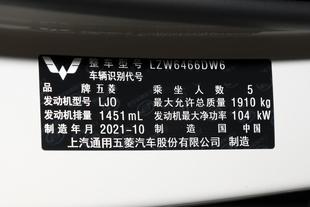 整车型号 LZW6466DW6
车辆识别代号
品牌 五菱 乘坐人数 5
发动机型号 LJO 最大允许总质量 1910 kg
发动机排量 1451 mL 发动机最大净功率 104 kW
制造年月 2021-10 制造国 中国
上汽通用五菱汽车股份有限公司 制造